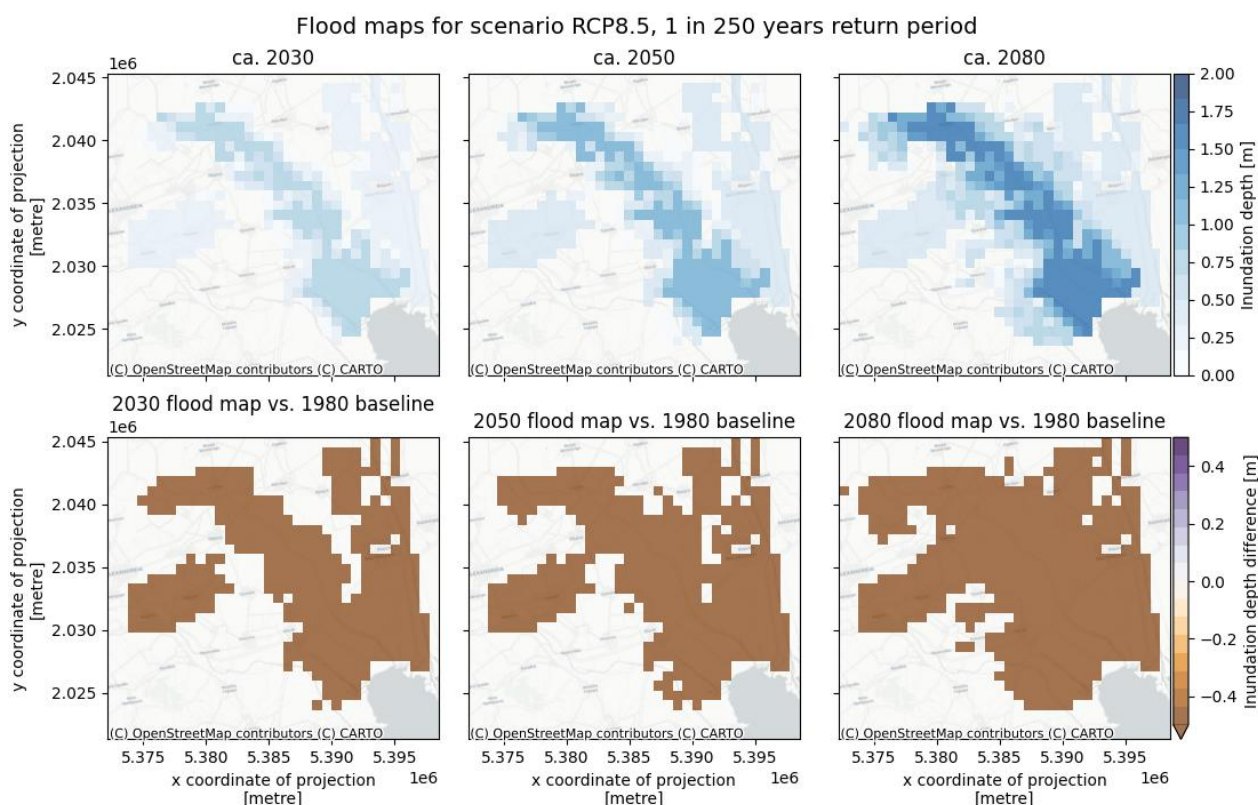 Flood maps for scenario RCP8.5, 1 in 250 years return period
ca. 2030
ca. 2050
ca. 2080
1e6
2.045
2.040
2.035
2.030
2.025
y coordinate of projection
[metre]
(C) OpenStreetMap contributors (C) CARTO
(C) OpenStreetMap contributors (C) CARTO
(C) OpenStreetMap contributors (C) CARTO
2.00
1.75
1.50
1.25
1.00
0.75
0.50
0.25
0.00
Inundation depth [m]
2030 flood map vs. 1980 baseline
2050 flood map vs. 1980 baseline
2080 flood map vs. 1980 baseline
1e6
2.045
2.040
2.035
2.030
2.025
y coordinate of projection
[metre]
(C) OpenStreetMap contributors (C) CARTO
(C) OpenStreetMap contributors (C) CARTO
(C) OpenStreetMap contributors (C) CARTO
0.4
0.2
0.0
−0.2
−0.4
Inundation depth difference [m]
5.375 5.380 5.385 5.390 5.395
1e6
x coordinate of projection
[metre]
5.375 5.380 5.385 5.390 5.395
1e6
x coordinate of projection
[metre]
5.375 5.380 5.385 5.390 5.395
1e6
x coordinate of projection
[metre]